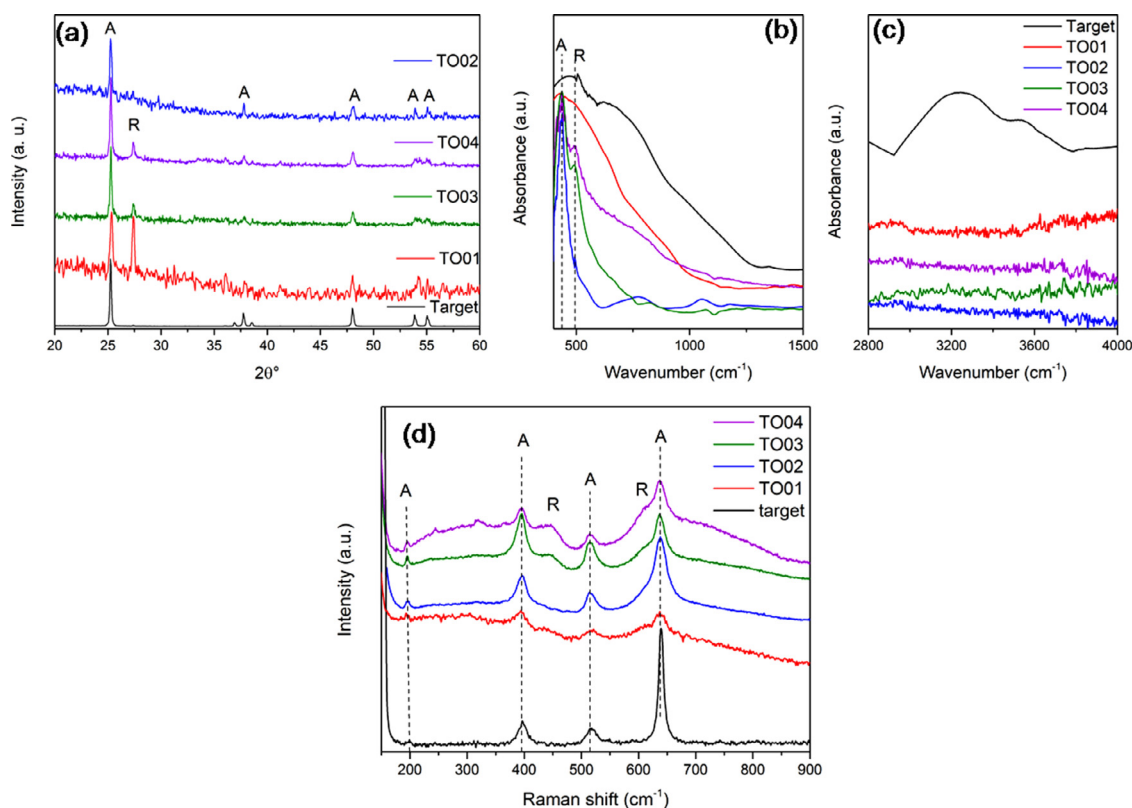 (a)
A
R
A
A
A A
TO02
TO04
TO03
TO01
Target
Intensity (a. u.)
20 25 30 35 40 45 50 55 60
2θ°
(b)
A
R
Absorbance (a.u.)
500 1000 1500
Wavenumber (cm⁻¹)
(c)
Target
TO01
TO02
TO03
TO04
Absorbance (a.u.)
2800 3200 3600 4000
Wavenumber (cm⁻¹)
(d)
A
A
R
A
R
A
TO04
TO03
TO02
TO01
target
Intensity (a.u.)
200 300 400 500 600 700 800 900
Raman shift (cm⁻¹)